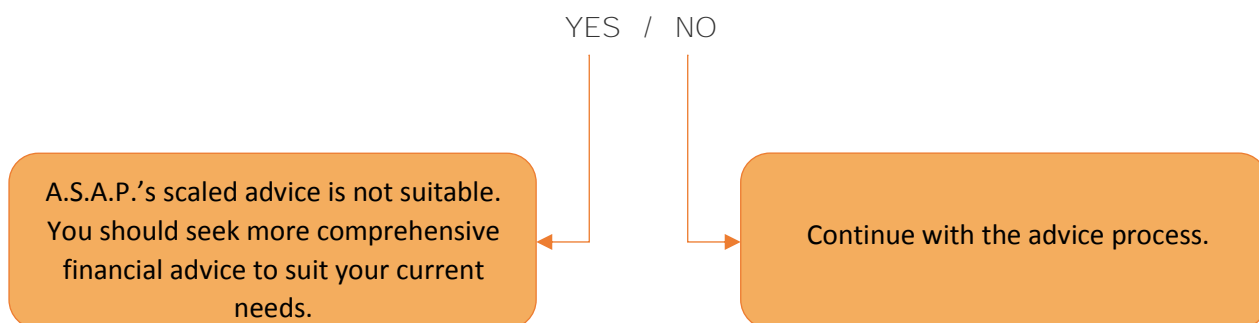 YES / NO
A.S.A.P.’s scaled advice is not suitable.
You should seek more comprehensive
financial advice to suit your current
needs.
Continue with the advice process.